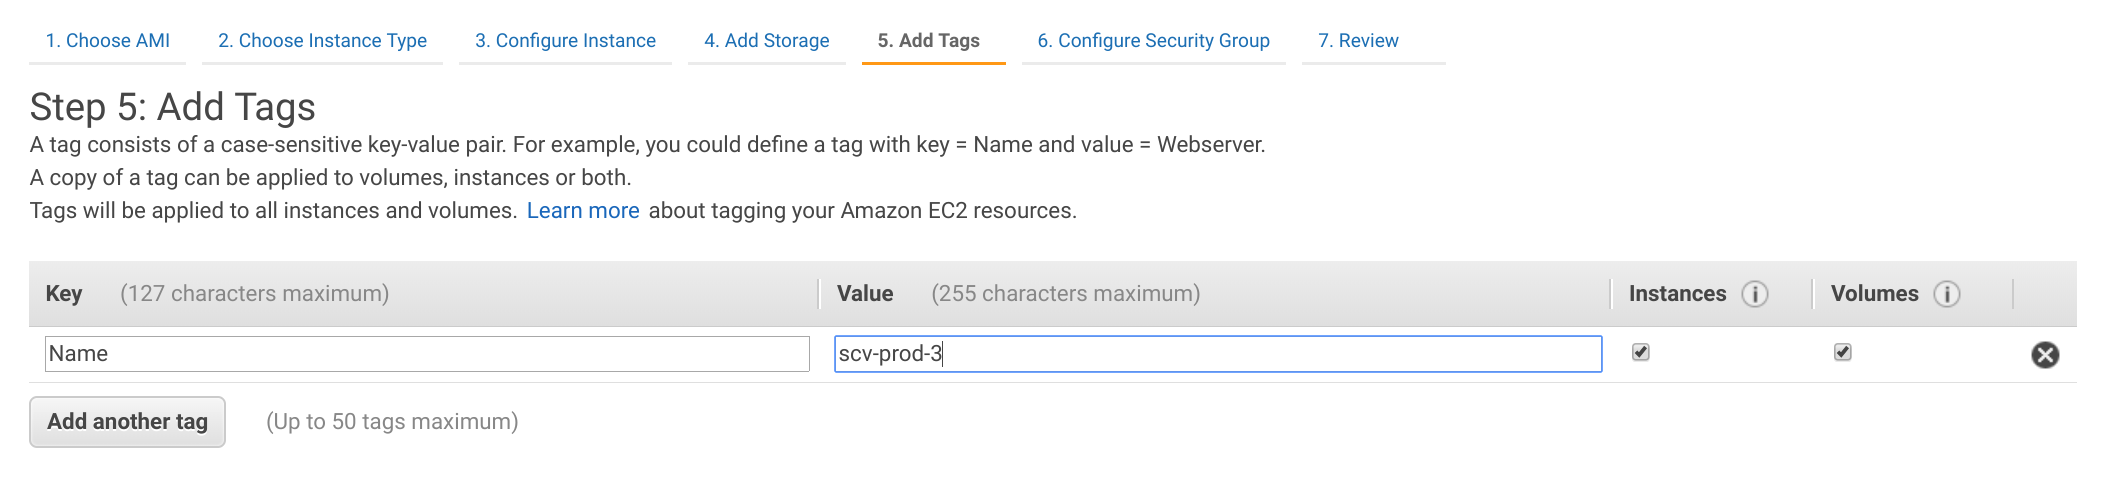 1. Choose AMI 2. Choose Instance Type 3. Configure Instance 4. Add Storage 5. Add Tags 6. Configure Security Group 7. Review
Step 5: Add Tags
A tag consists of a case-sensitive key-value pair. For example, you could define a tag with key = Name and value = Webserver.
A copy of a tag can be applied to volumes, instances or both.
Tags will be applied to all instances and volumes. Learn more about tagging your Amazon EC2 resources.
Key (127 characters maximum) Value (255 characters maximum) Instances Volumes
Name scv-prod-3
Add another tag (Up to 50 tags maximum)